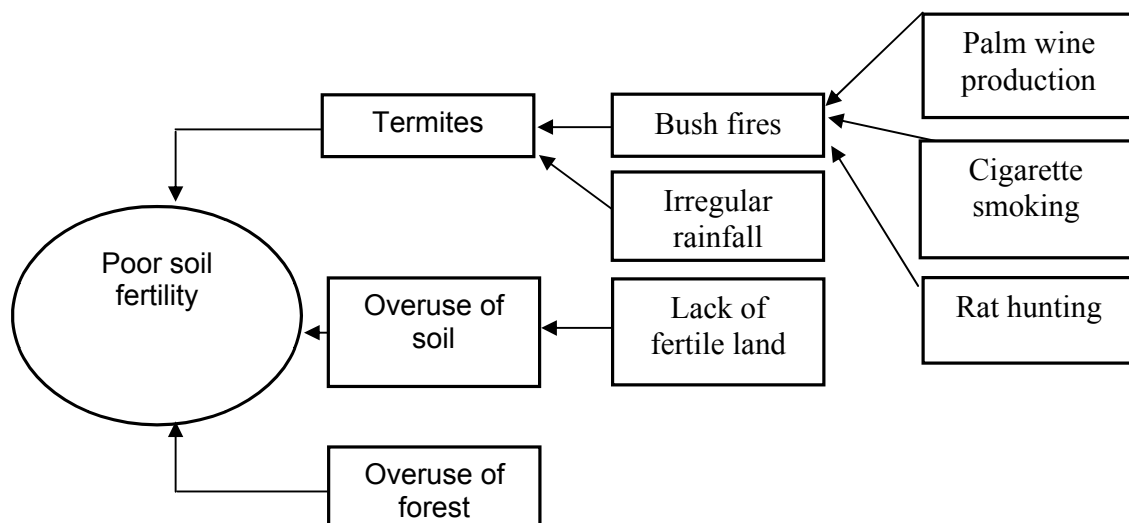 Palm wine
production
Termites
Bush fires
Cigarette
smoking
Irregular
rainfall
Poor soil
fertility
Overuse of
soil
Lack of
fertile land
Rat hunting
Overuse of
forest